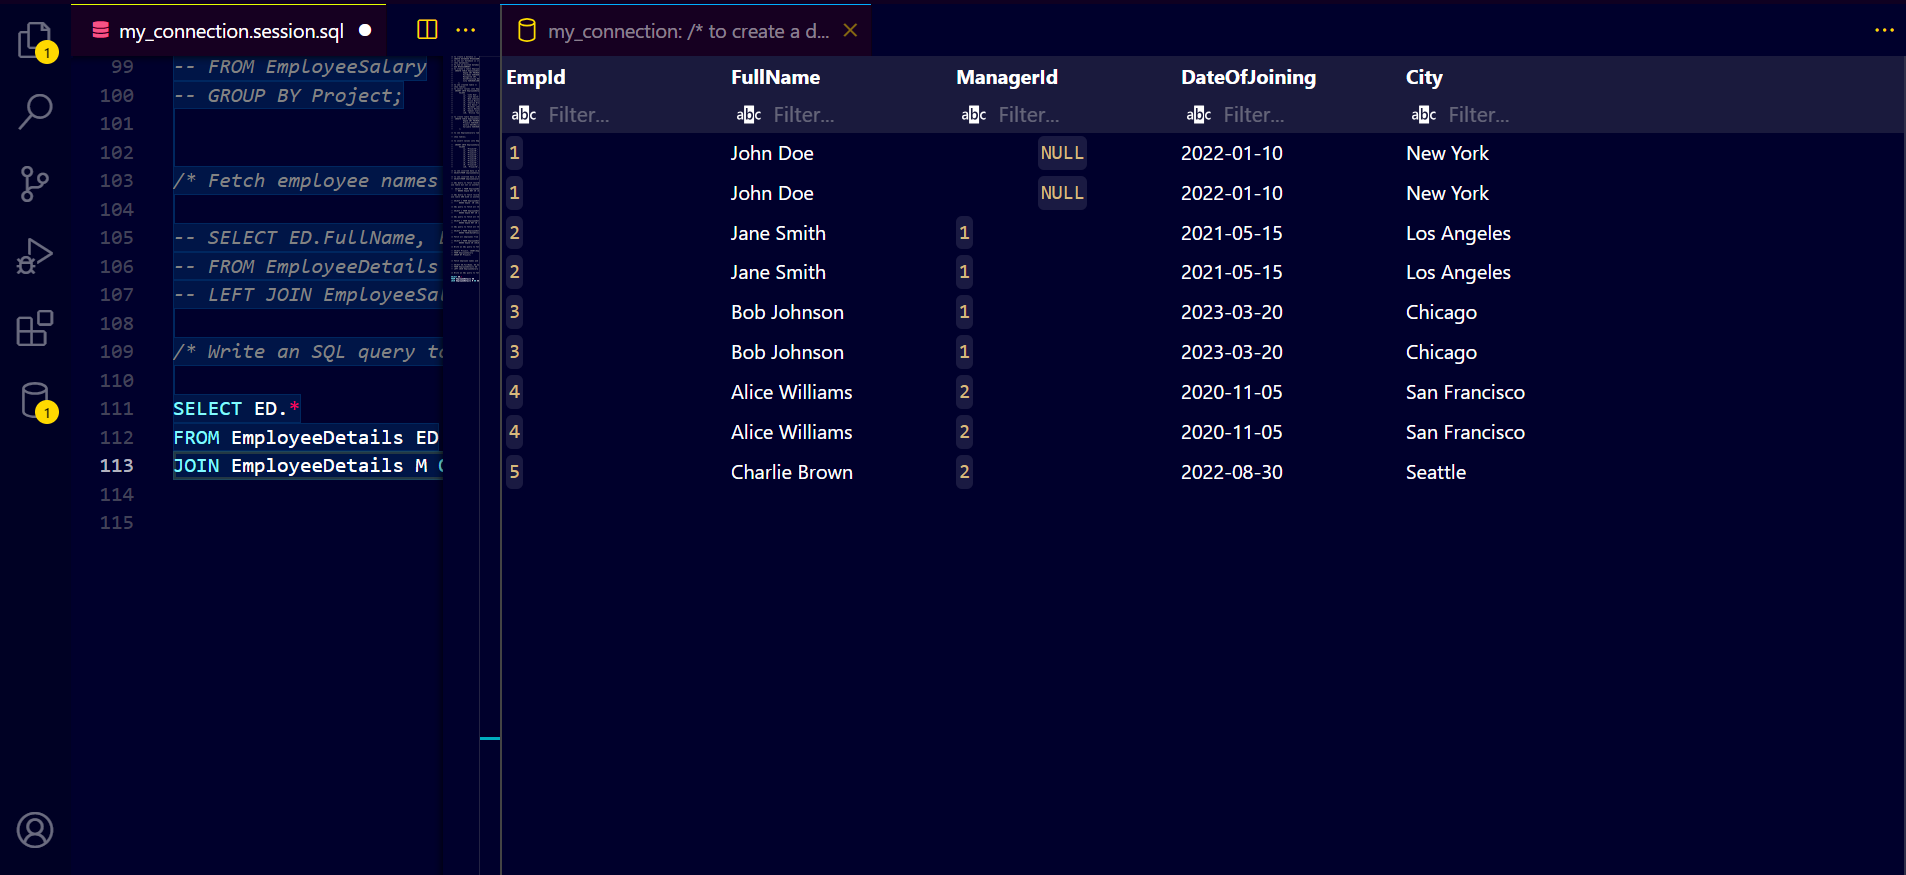 my_connection.session.sql
my_connection: /* to create a d...
1
1
99 -- FROM EmployeeSalary
100 -- GROUP BY Project;
101
102
103 /* Fetch employee names
104
105 -- SELECT ED.FullName,
106 -- FROM EmployeeDetails
107 -- LEFT JOIN EmployeeSal
108
109 /* Write an SQL query to
110
111 SELECT ED.*
112 FROM EmployeeDetails ED
113 JOIN EmployeeDetails M
114
115
EmpId FullName ManagerId DateOfJoining City
abc Filter... abc Filter... abc Filter... abc Filter... abc Filter...
1 John Doe NULL 2022-01-10 New York
1 John Doe NULL 2022-01-10 New York
2 Jane Smith 1 2021-05-15 Los Angeles
2 Jane Smith 1 2021-05-15 Los Angeles
3 Bob Johnson 1 2023-03-20 Chicago
3 Bob Johnson 1 2023-03-20 Chicago
4 Alice Williams 2 2020-11-05 San Francisco
4 Alice Williams 2 2020-11-05 San Francisco
5 Charlie Brown 2 2022-08-30 Seattle